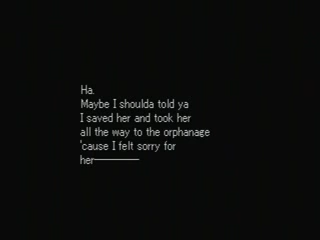 Ha.
Maybe I shoulda told ya
I saved her and took her
all the way to the orphanage
'cause I felt sorry for
her————